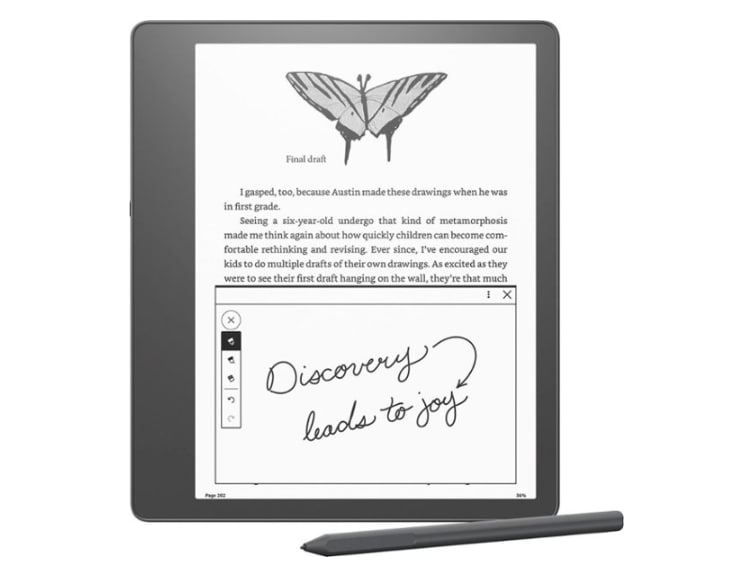 Final draft
I gasped, too, because Austin made these drawings when he was
in first grade.
Seeing a six-year-old undergo that kind of metamorphosis
made me think again about how quickly children can become com-
fortable rethinking and revising. Ever since, I've encouraged our
kids to do multiple drafts of their own drawings. As excited as they
were to see their first draft hanging on the wall, they're that much
Discovery
leads to joy
Page 202 56%